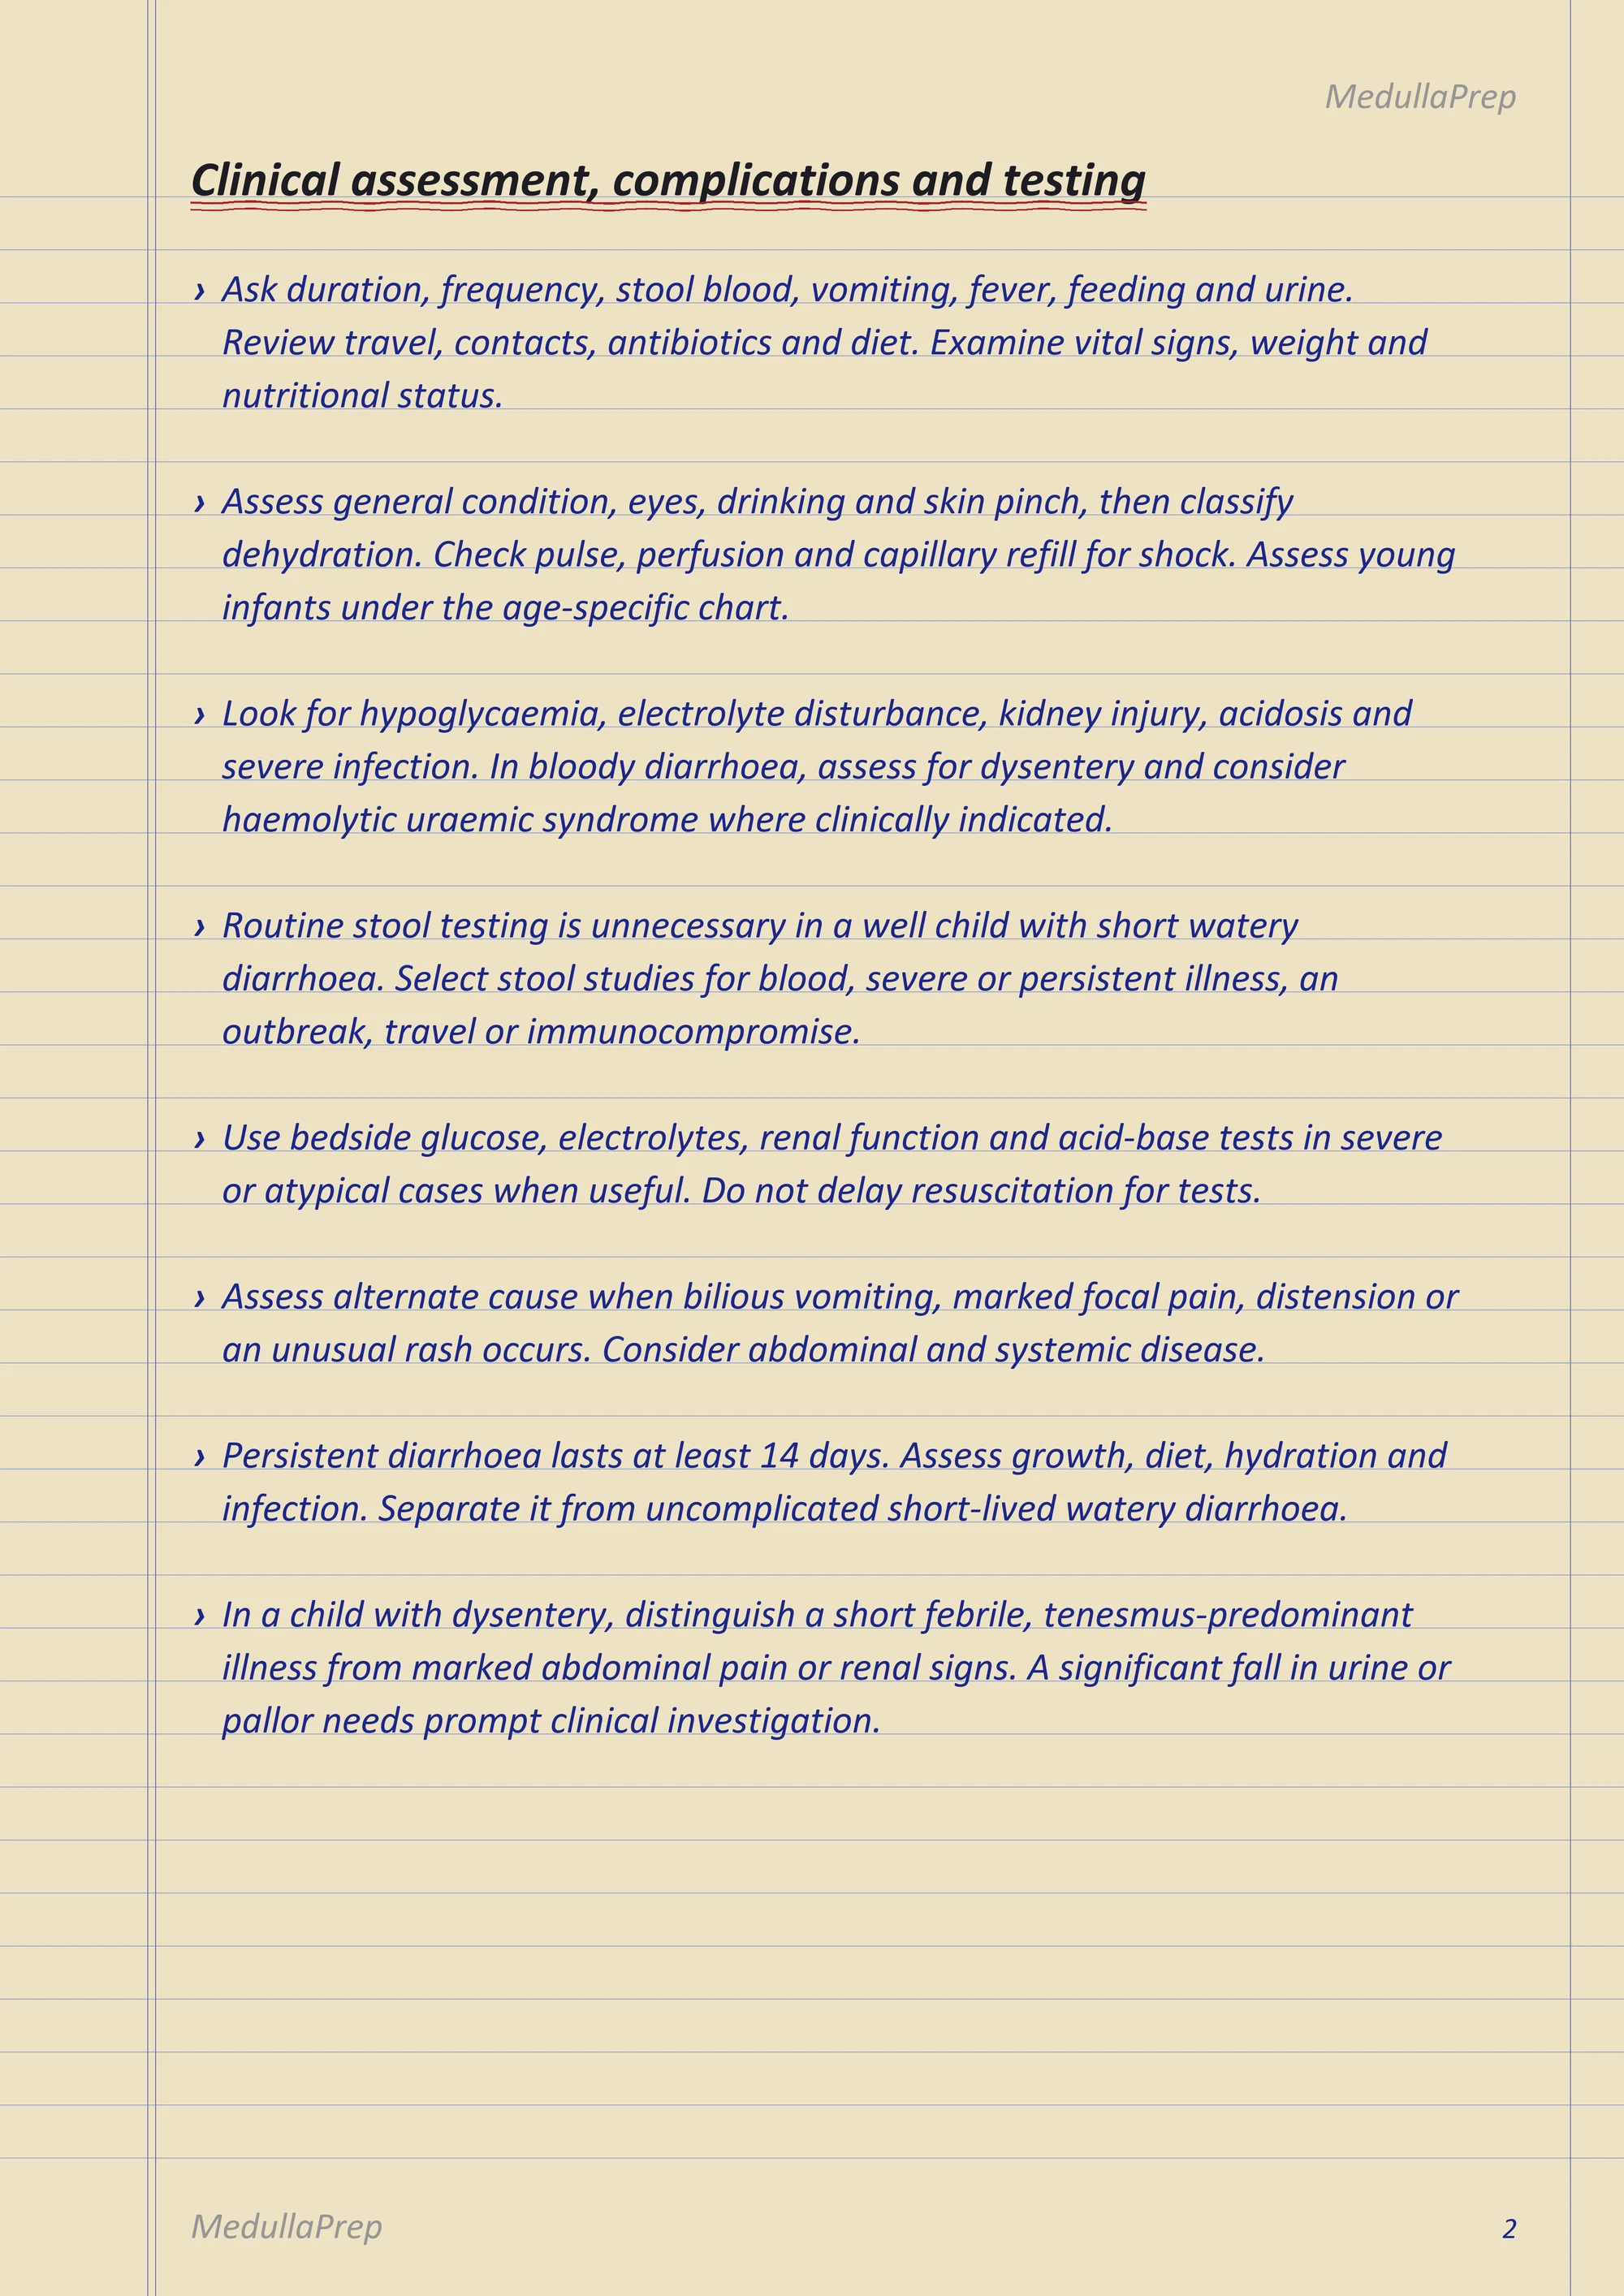 MedullaPrep
Clinical assessment, complications and testing
› Ask duration, frequency, stool blood, vomiting, fever, feeding and urine.
Review travel, contacts, antibiotics and diet. Examine vital signs, weight and
nutritional status.
› Assess general condition, eyes, drinking and skin pinch, then classify
dehydration. Check pulse, perfusion and capillary refill for shock. Assess young
infants under the age-specific chart.
› Look for hypoglycaemia, electrolyte disturbance, kidney injury, acidosis and
severe infection. In bloody diarrhoea, assess for dysentery and consider
haemolytic uraemic syndrome where clinically indicated.
› Routine stool testing is unnecessary in a well child with short watery
diarrhoea. Select stool studies for blood, severe or persistent illness, an
outbreak, travel or immunocompromise.
› Use bedside glucose, electrolytes, renal function and acid-base tests in severe
or atypical cases when useful. Do not delay resuscitation for tests.
› Assess alternate cause when bilious vomiting, marked focal pain, distension or
an unusual rash occurs. Consider abdominal and systemic disease.
› Persistent diarrhoea lasts at least 14 days. Assess growth, diet, hydration and
infection. Separate it from uncomplicated short-lived watery diarrhoea.
› In a child with dysentery, distinguish a short febrile, tenesmus-predominant
illness from marked abdominal pain or renal signs. A significant fall in urine or
pallor needs prompt clinical investigation.
MedullaPrep
2